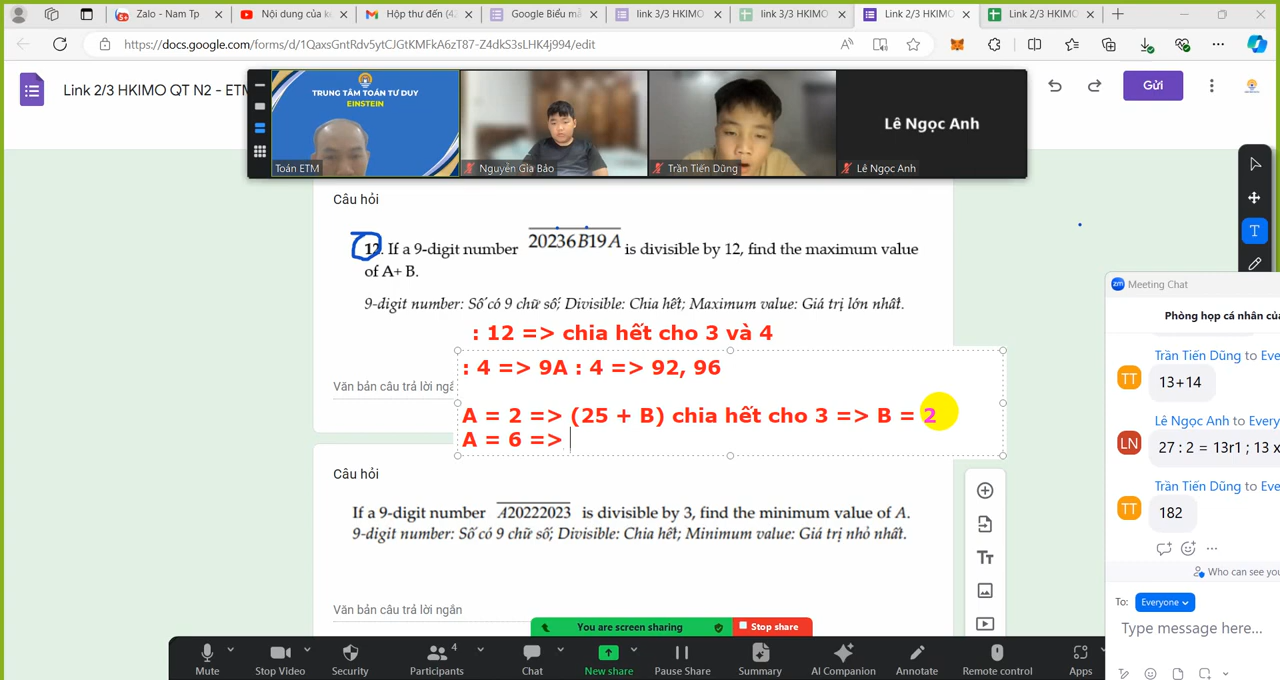 Zalo - Nam Tp
Nội dung của k
Hộp thư đến (4
Google Biểu m
link 3/3 HKIMO
link 3/3 HKIMO
Link 2/3 HKIMO
Link 2/3 HKIMO
https://docs.google.com/forms/d/1QaxsGntRdv5ytCJGtKMFkA6zT87-Z4dkS3sLHK4j994/edit
Link 2/3 HKIMO QT N2 - ETM
Gửi
TRUNG TÂM TOÁN TƯ DUY
EINSTEIN
Toán ETM
Nguyễn Gìa Bảo
Trần Tiến Dũng
Lê Ngọc Anh
Lê Ngọc Anh
Câu hỏi
12. If a 9-digit number 20236B19A is divisible by 12, find the maximum value
of A+ B.
9-digit number: Số có 9 chữ số; Divisible: Chia hết; Maximum value: Giá trị lớn nhất.
: 12 => chia hết cho 3 và 4
: 4 => 9A : 4 => 92, 96
Văn bản câu trả lời ngắ
A = 2 => (25 + B) chia hết cho 3 => B = 2
A = 6 =>
Câu hỏi
If a 9-digit number A20222023 is divisible by 3, find the minimum value of A.
9-digit number: Số có 9 chữ số; Divisible: Chia hết; Minimum value: Giá trị nhỏ nhất.
Văn bản câu trả lời ngắn
T
Tт
zm Meeting Chat
Phòng họp cá nhân củ
Trần Tiến Dũng to Eve
TT
13+14
Lê Ngọc Anh to Every
LN
27 : 2 = 13r1 ; 13 x
Trần Tiến Dũng to Eve
TT
182
Who can see you
To: Everyone
Type message here...
You are screen sharing
Stop share
Mute
Stop Video
Security
4
Participants
Chat
New share
Pause Share
Summary
AI Companion
Annotate
Remote control
Apps